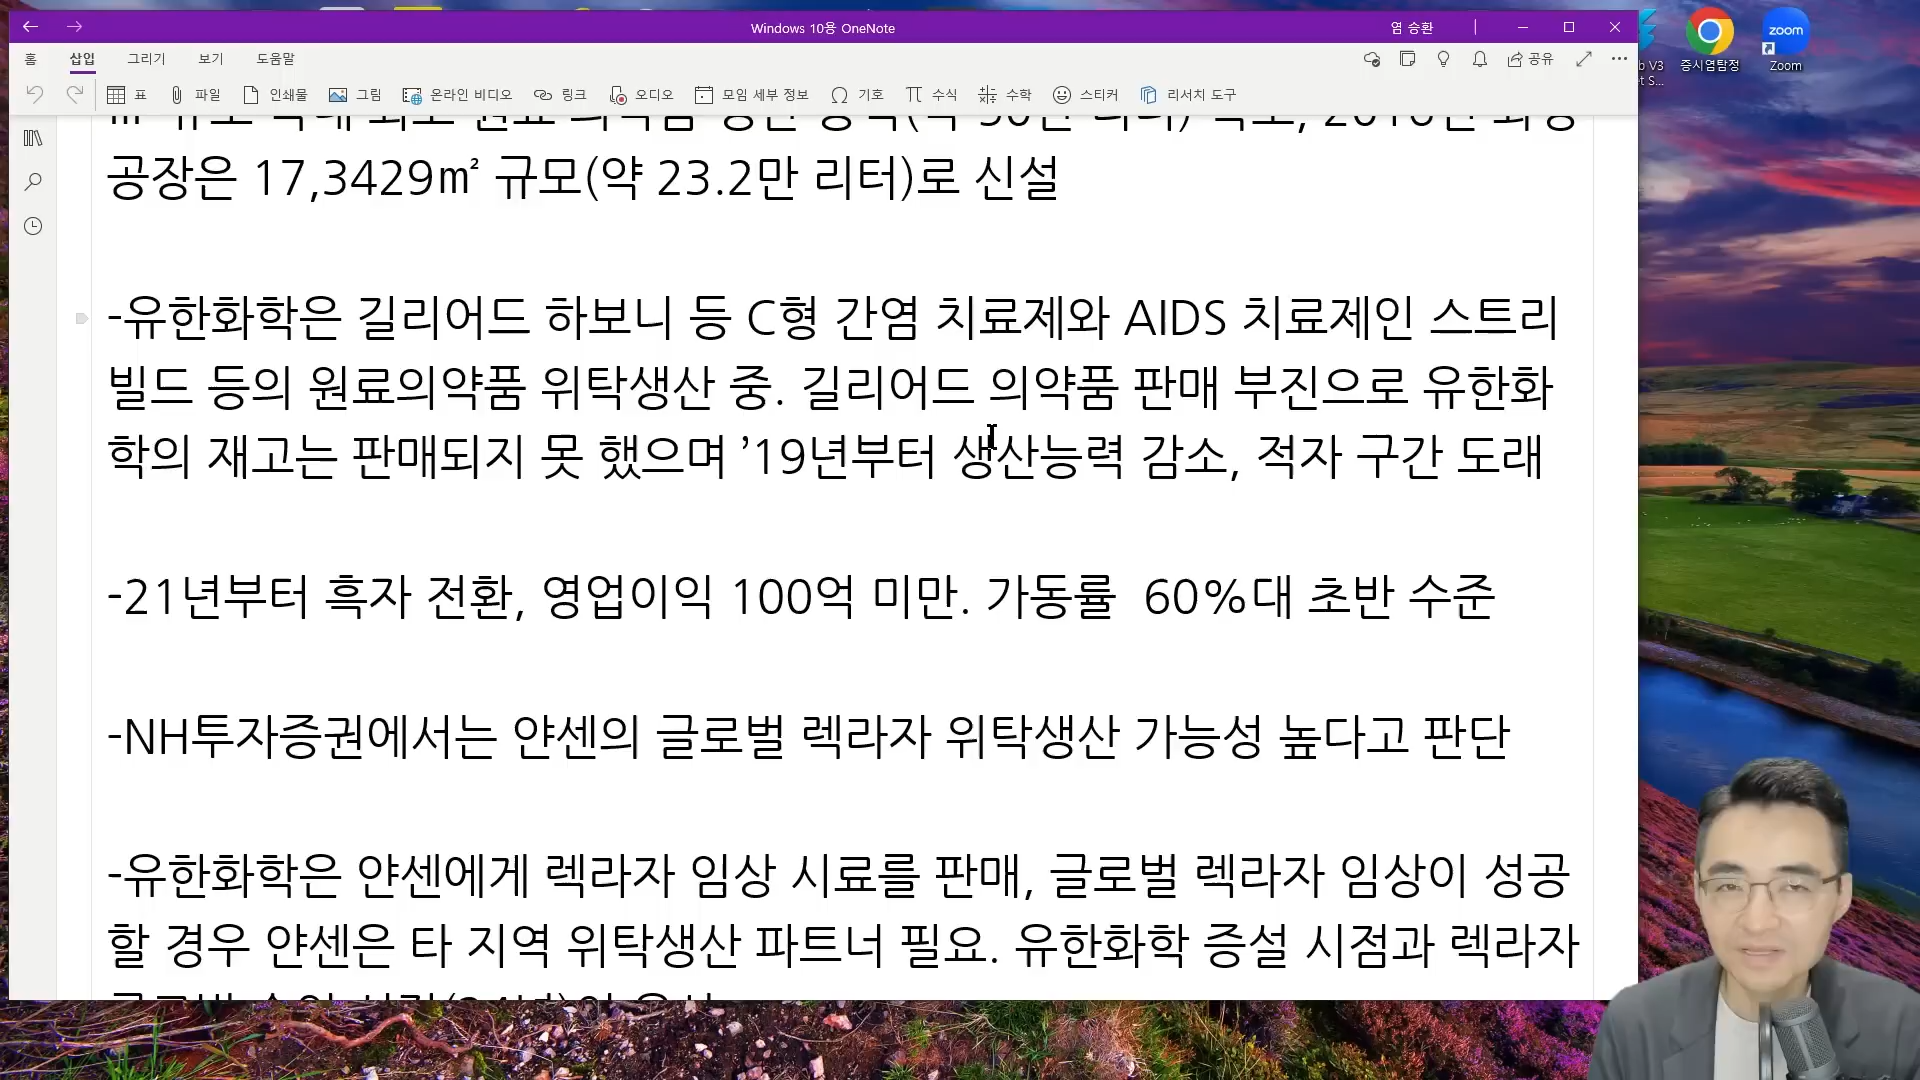 Windows 10용 OneNote
염 승환
홈 삽입 그리기 보기 도움말
공유
표 파일 인쇄물 그림 온라인 비디오 링크 오디오 모임 세부 정보 기호 수식 수학 스티커 리서치 도구
공장은 17,3429㎡ 규모(약 23.2만 리터)로 신설
-유한화학은 길리어드 하보니 등 C형 간염 치료제와 AIDS 치료제인 스트리
빌드 등의 원료의약품 위탁생산 중. 길리어드 의약품 판매 부진으로 유한화
학의 재고는 판매되지 못 했으며 ’19년부터 생산능력 감소, 적자 구간 도래
-21년부터 흑자 전환, 영업이익 100억 미만. 가동률  60%대 초반 수준
-NH투자증권에서는 얀센의 글로벌 렉라자 위탁생산 가능성 높다고 판단
-유한화학은 얀센에게 렉라자 임상 시료를 판매, 글로벌 렉라자 임상이 성공
할 경우 얀센은 타 지역 위탁생산 파트너 필요. 유한화학 증설 시점과 렉라자
V3
증시염탐정
zoom
Zoom